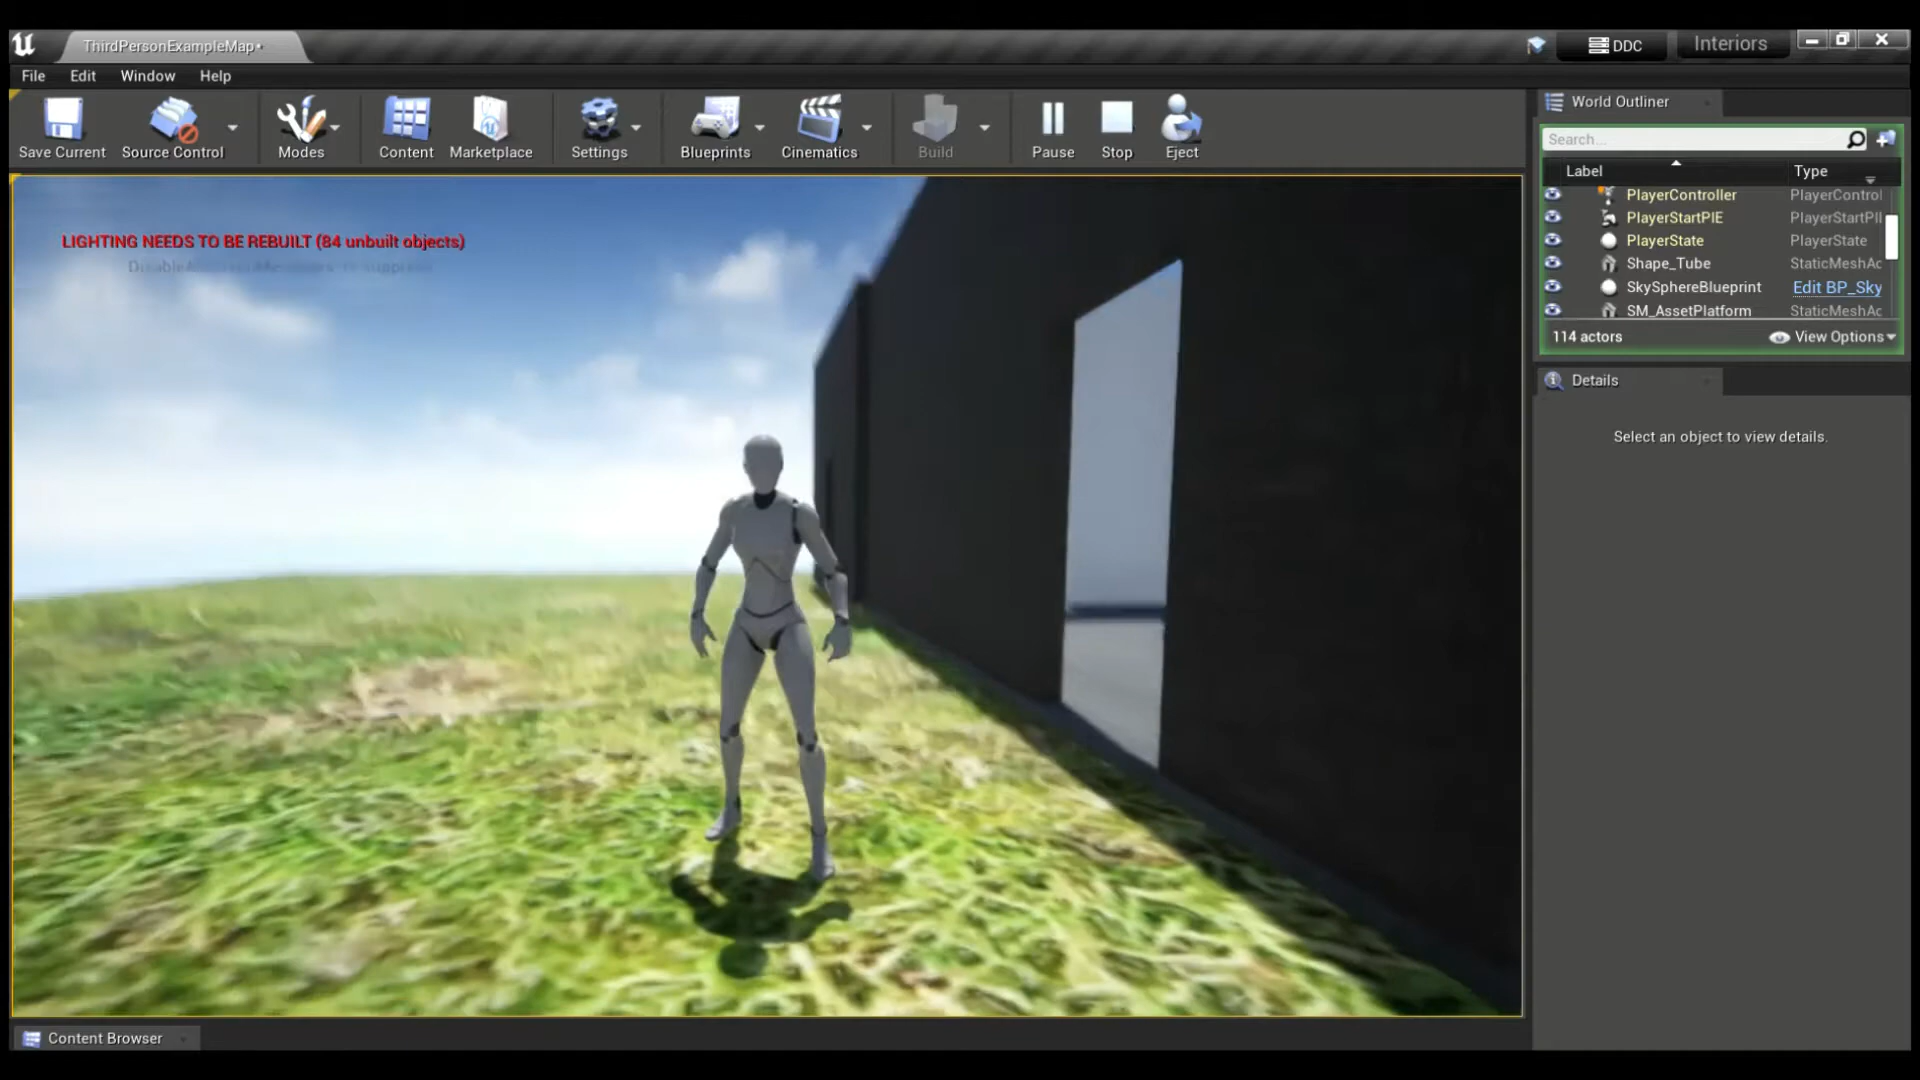 ThirdPersonExampleMap•
DDC
Interiors
File Edit Window Help
Save Current Source Control Modes Content Marketplace Settings Blueprints Cinematics Build Pause Stop Eject
LIGHTING NEEDS TO BE REBUILT (84 unbuilt objects)
World Outliner
Search...
Label Type
PlayerController PlayerControl
PlayerStartPIE PlayerStartPI
PlayerState PlayerState
Shape_Tube StaticMeshAc
SkySphereBlueprint Edit BP_Sky
SM_AssetPlatform StaticMeshAc
114 actors View Options
Details
Select an object to view details.
Content Browser